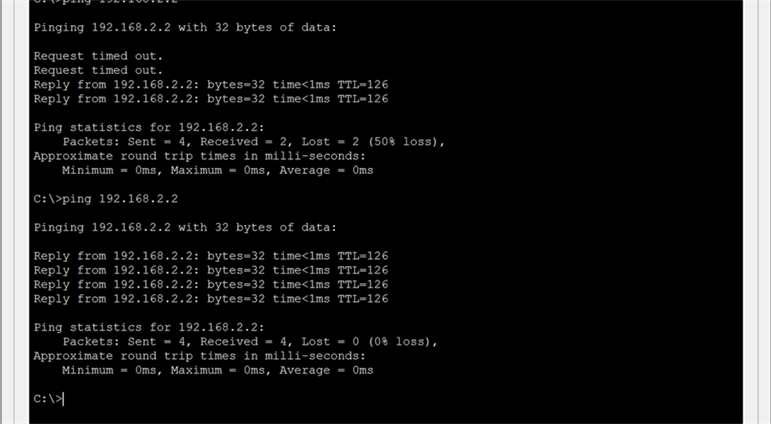 C:\>ping 192.168.2.2
Pinging 192.168.2.2 with 32 bytes of data:
Request timed out.
Request timed out.
Reply from 192.168.2.2: bytes=32 time<1ms TTL=126
Reply from 192.168.2.2: bytes=32 time<1ms TTL=126
Ping statistics for 192.168.2.2:
Packets: Sent = 4, Received = 2, Lost = 2 (50% loss),
Approximate round trip times in milli-seconds:
Minimum = 0ms, Maximum = 0ms, Average = 0ms
C:\>ping 192.168.2.2
Pinging 192.168.2.2 with 32 bytes of data:
Reply from 192.168.2.2: bytes=32 time<1ms TTL=126
Reply from 192.168.2.2: bytes=32 time<1ms TTL=126
Reply from 192.168.2.2: bytes=32 time<1ms TTL=126
Reply from 192.168.2.2: bytes=32 time<1ms TTL=126
Ping statistics for 192.168.2.2:
Packets: Sent = 4, Received = 4, Lost = 0 (0% loss),
Approximate round trip times in milli-seconds:
Minimum = 0ms, Maximum = 0ms, Average = 0ms
C:\>